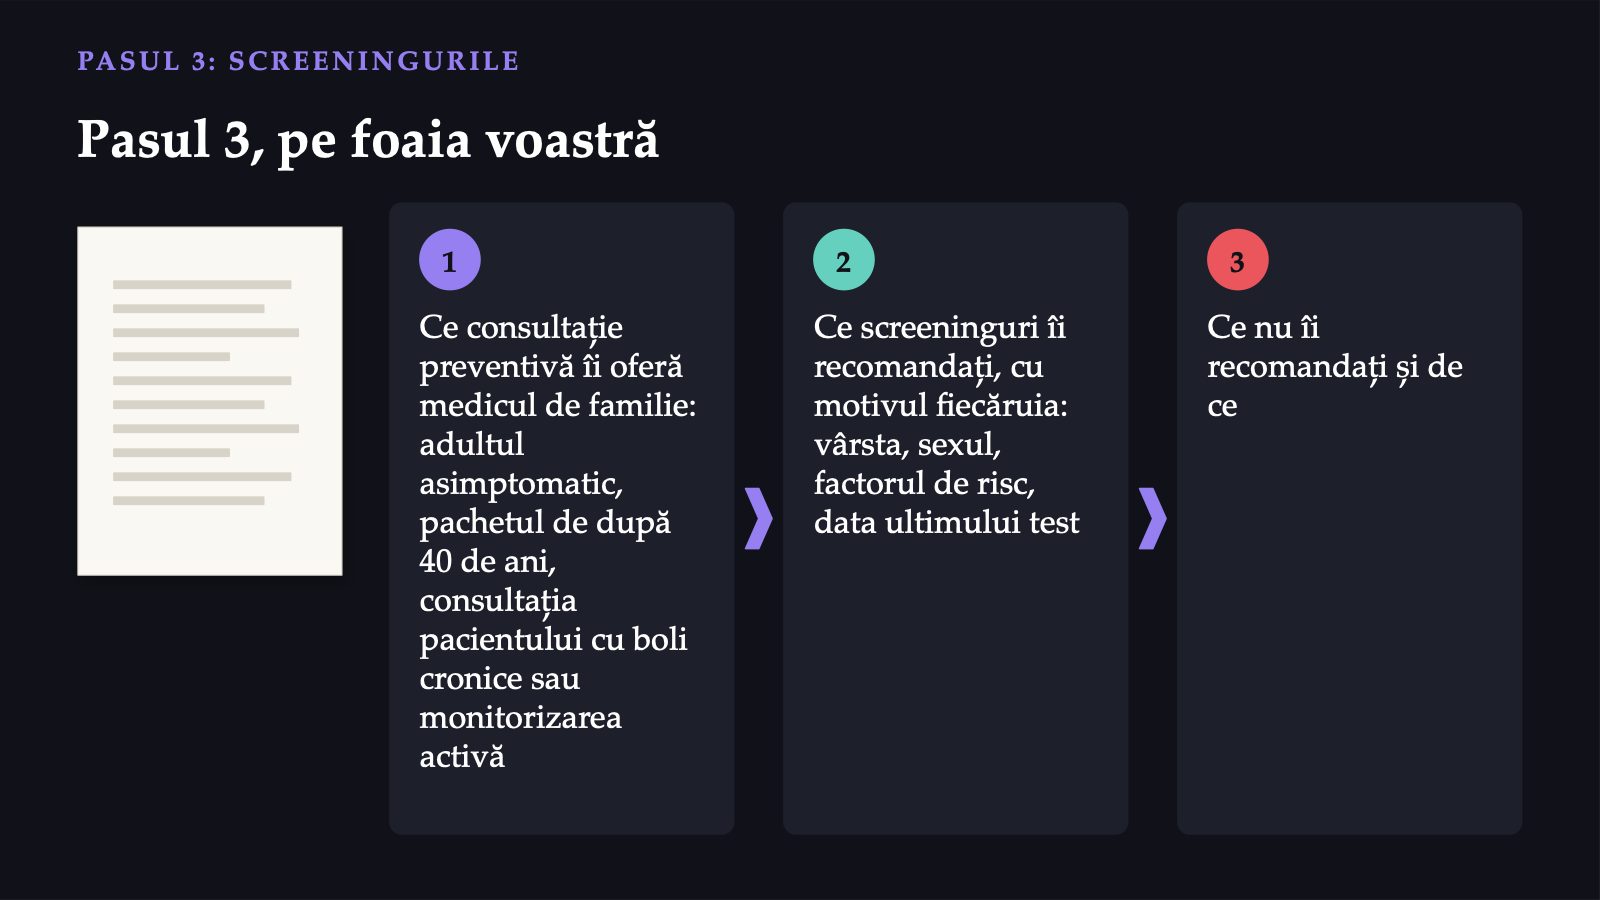 PASUL 3: SCREENINGURILE
Pasul 3, pe foaia voastră
1
Ce consultație
preventivă îi oferă
medicul de familie:
adultul
asimptomatic,
pachetul de după
40 de ani,
consultația
pacientului cu boli
cronice sau
monitorizarea
activă
2
Ce screeninguri îi
recomandați, cu
motivul fiecăruia:
vârsta, sexul,
factorul de risc,
data ultimului test
3
Ce nu îi
recomandați și de
ce